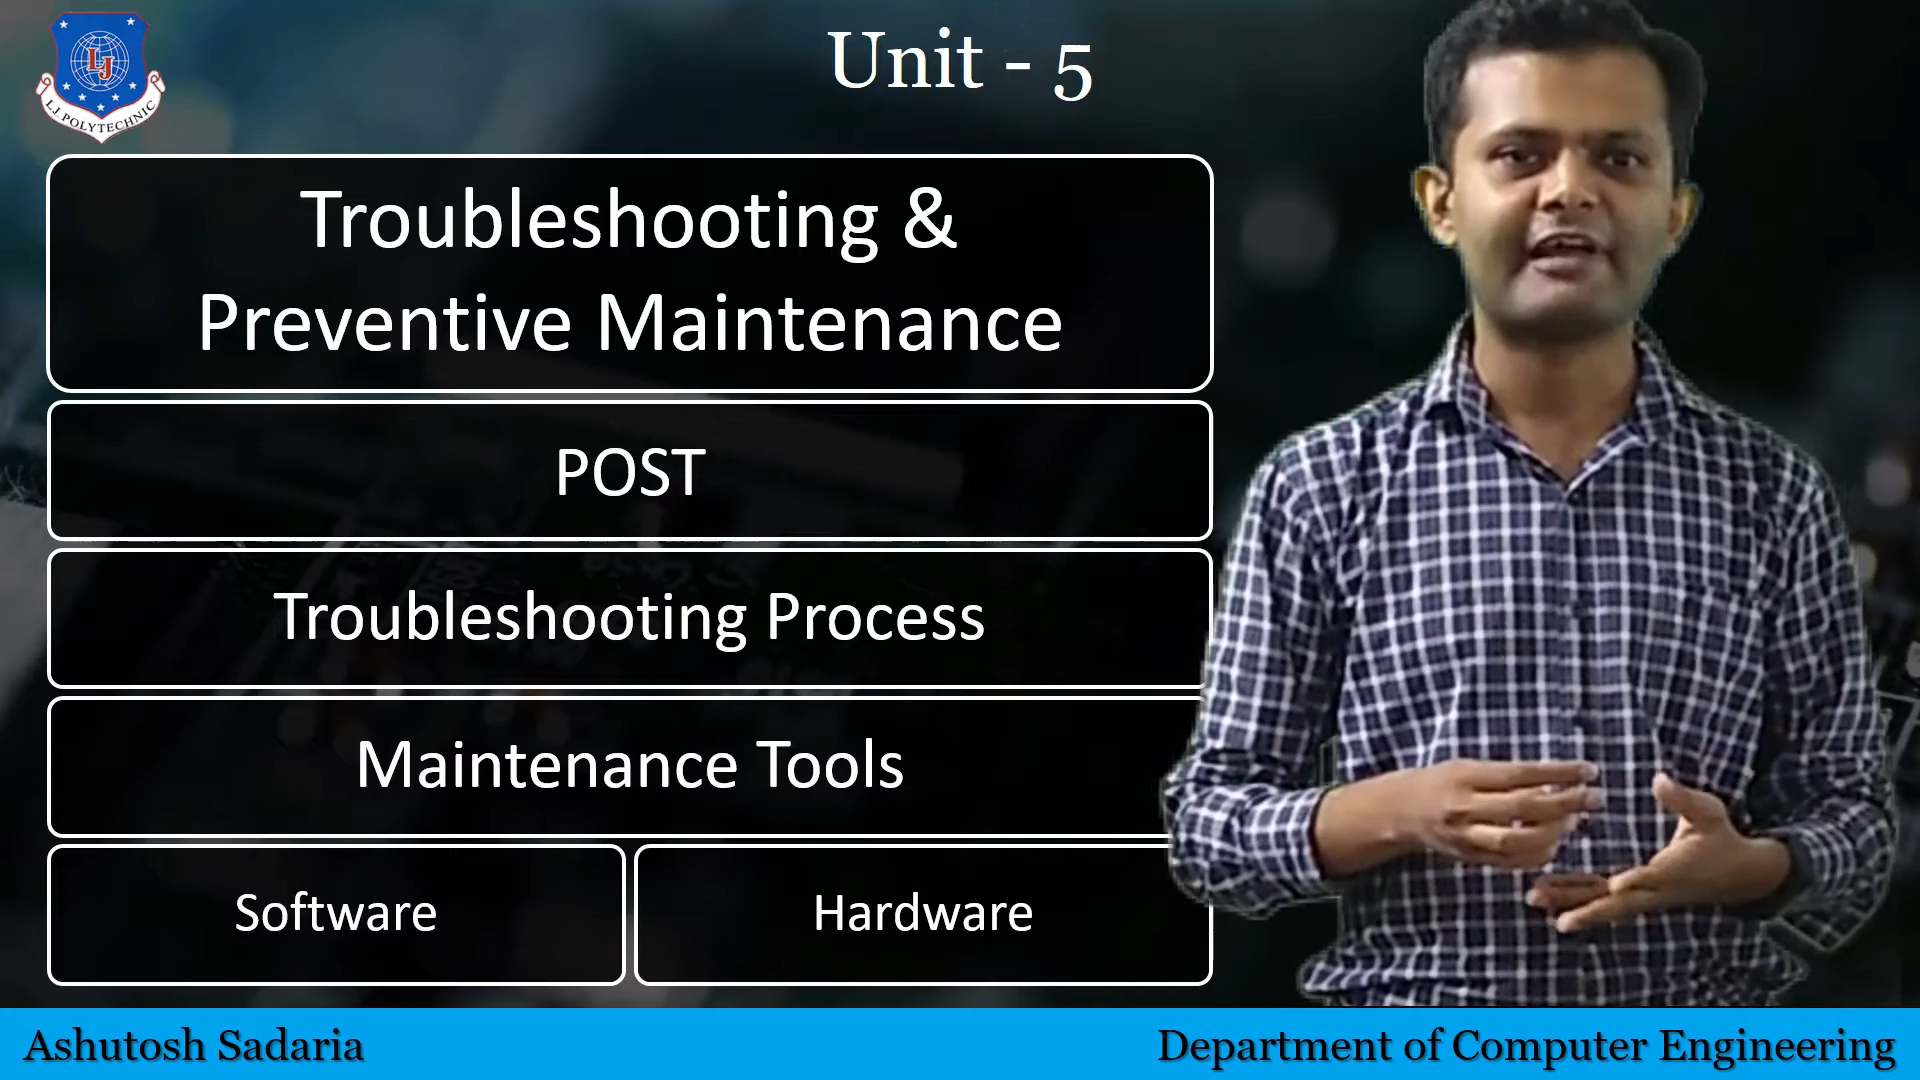 LJ
L.J. POLYTECHNIC
Unit - 5
Troubleshooting &
Preventive Maintenance
POST
Troubleshooting Process
Maintenance Tools
Software
Hardware
Ashutosh Sadaria
Department of Computer Engineering